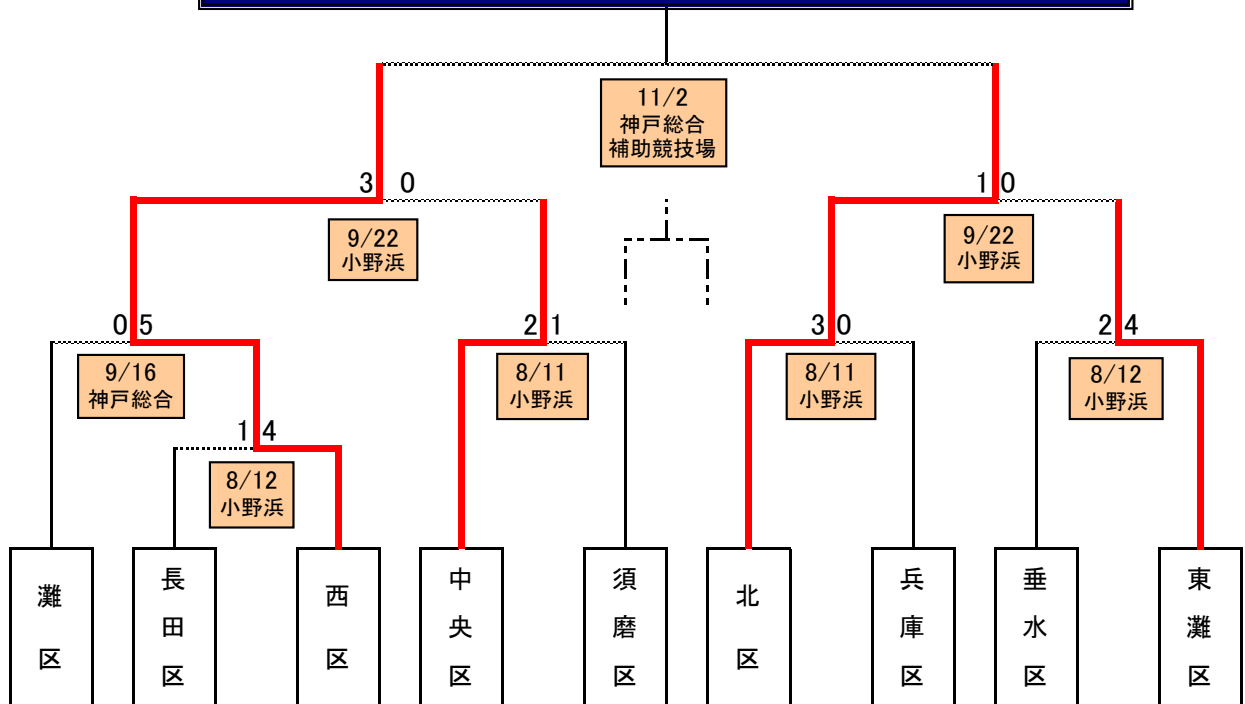 11/2
神戸総合
補助競技場
3 0
1 0
9/22
小野浜
9/22
小野浜
0 5
2 1
3 0
2 4
9/16
神戸総合
8/11
小野浜
8/11
小野浜
8/12
小野浜
1 4
8/12
小野浜
灘区
長田区
西区
中央区
須磨区
北区
兵庫区
垂水区
東灘区